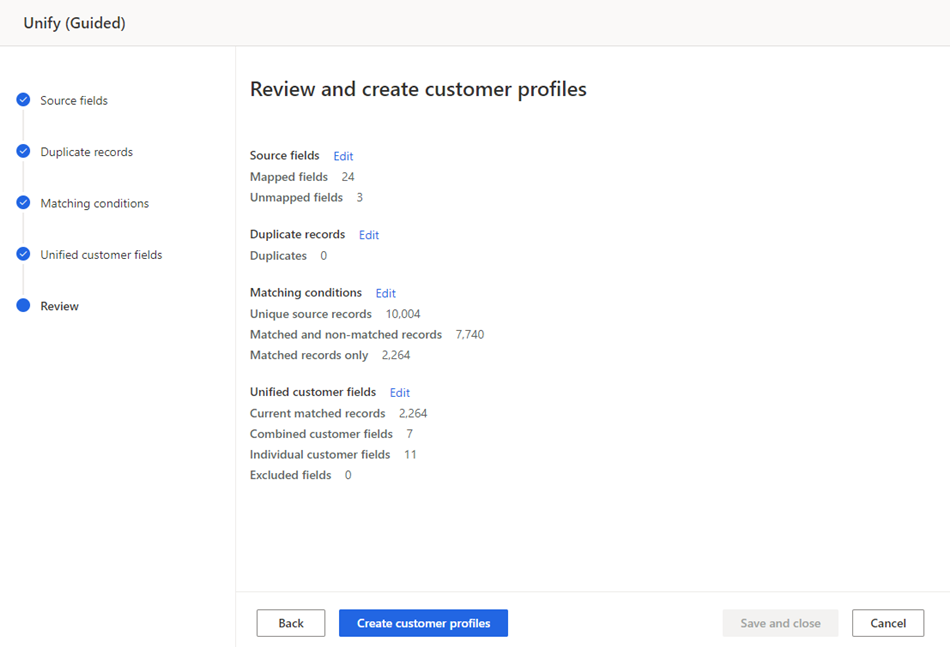 Unify (Guided)
Source fields
Duplicate records
Matching conditions
Unified customer fields
Review
Review and create customer profiles
Source fields Edit
Mapped fields 24
Unmapped fields 3
Duplicate records Edit
Duplicates 0
Matching conditions Edit
Unique source records 10,004
Matched and non-matched records 7,740
Matched records only 2,264
Unified customer fields Edit
Current matched records 2,264
Combined customer fields 7
Individual customer fields 11
Excluded fields 0
Back Create customer profiles Save and close Cancel